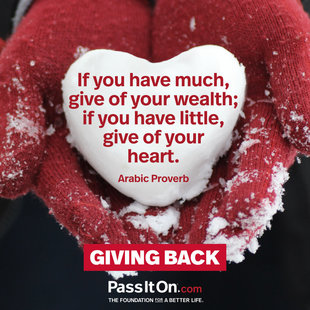 If you have much,
give of your wealth;
if you have little,
give of your
heart.
Arabic Proverb
GIVING BACK
PassItOn.com
THE FOUNDATION FOR A BETTER LIFE.